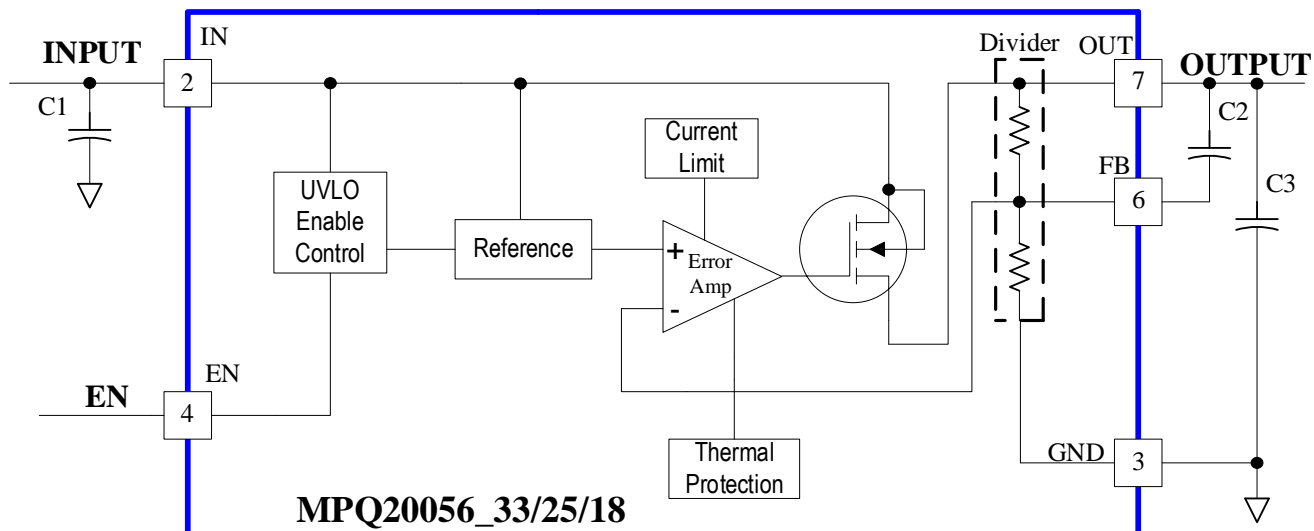 IN
Divider
OUT
INPUT
2
7
OUTPUT
C1
Current
Limit
C2
UVLO
Enable
Control
FB
6
C3
Reference
+
Error
Amp
-
EN
EN
4
Thermal
Protection
GND
3
MPQ20056_33/25/18